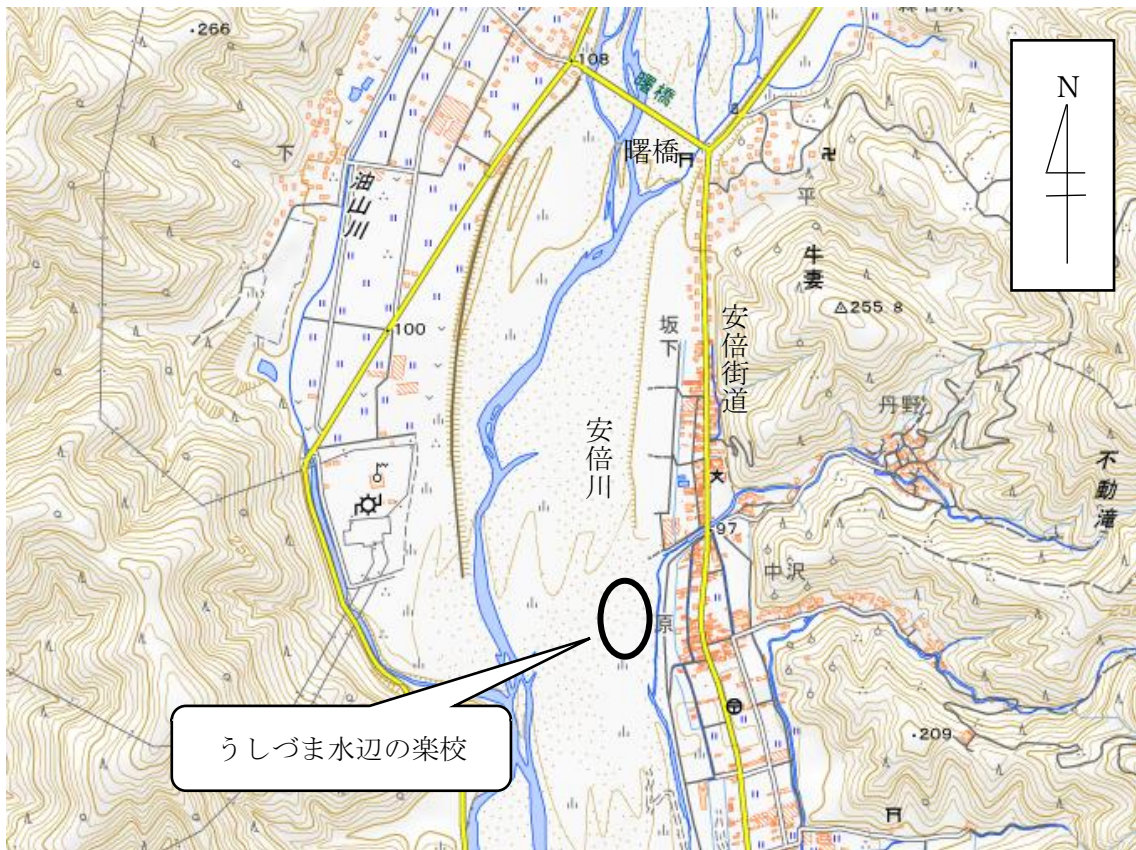 ・266
108
曙橋
曙橋
8
N
下
油山川
平
牛妻
255.8
安倍街道
坂下
100
丹野
安倍川
不動滝
97
中沢
原
250
うしづま水辺の楽校
・209